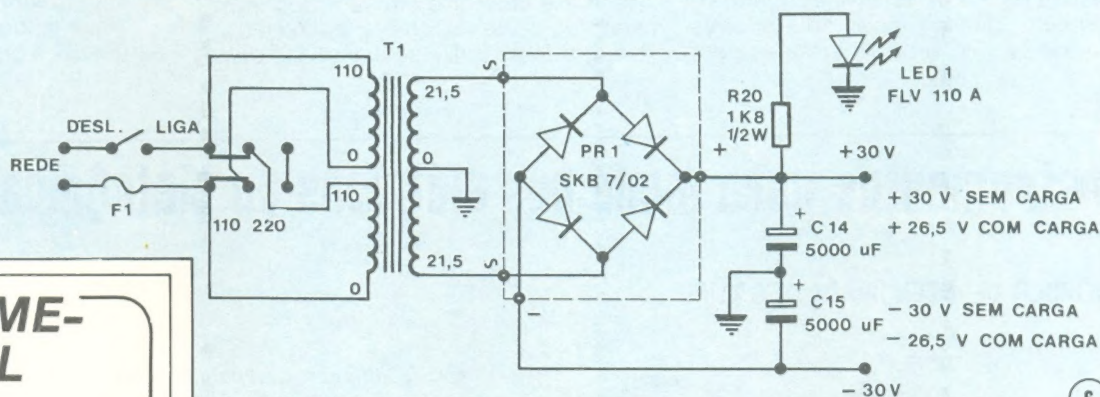 T1
110
0
110
0
21,5
0
21,5
DESL.
LIGA
REDE
F1
110 220
S
S
PR 1
SKB 7/02
+
-
R20
1K8
1/2W
LED 1
FLV 110 A
+30 V
+ 30 V SEM CARGA
+ 26,5 V COM CARGA
+
C 14
5000 uF
+
C15
5000 uF
- 30 V SEM CARGA
- 26,5 V COM CARGA
- 30 V
6
ME-
L